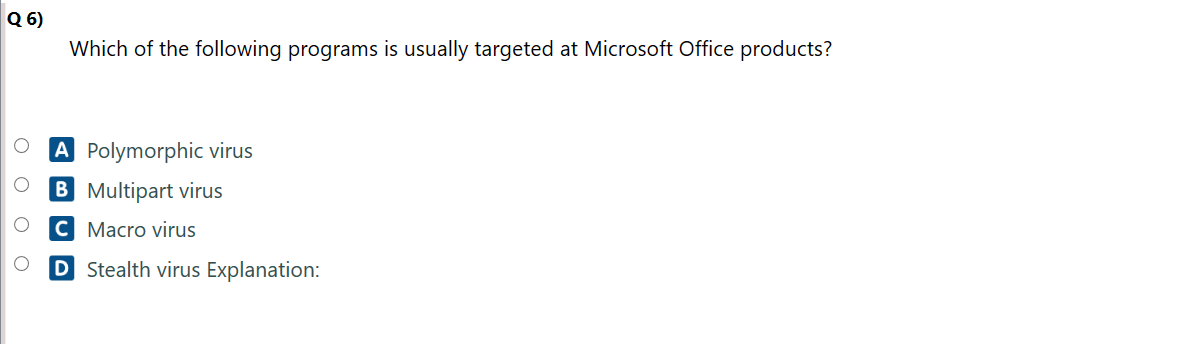 Q 6)
Which of the following programs is usually targeted at Microsoft Office products?
A Polymorphic virus
B Multipart virus
C Macro virus
D Stealth virus Explanation: